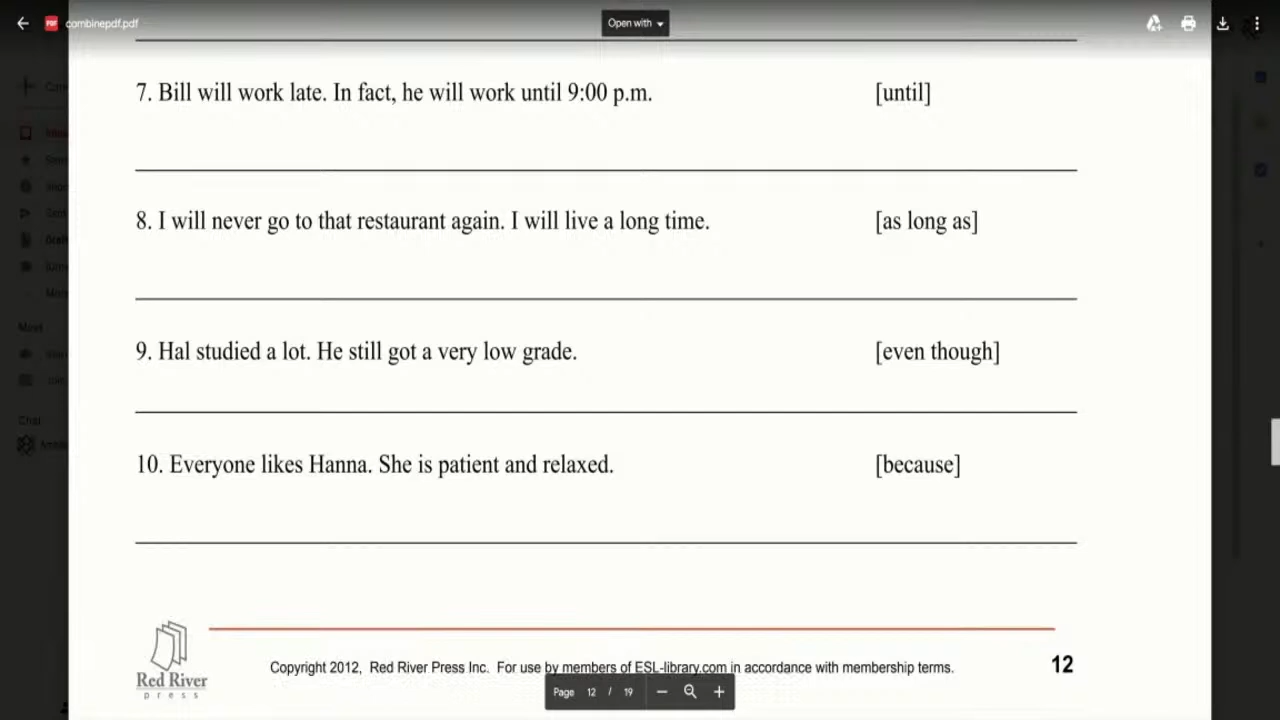 combinepdf.pdf
Open with
7. Bill will work late. In fact, he will work until 9:00 p.m. [until]
8. I will never go to that restaurant again. I will live a long time. [as long as]
9. Hal studied a lot. He still got a very low grade. [even though]
10. Everyone likes Hanna. She is patient and relaxed. [because]
Red River
press
Copyright 2012, Red River Press Inc. For use by members of ESL-library.com in accordance with membership terms.
12
Page 12 / 19
Meet
Chat